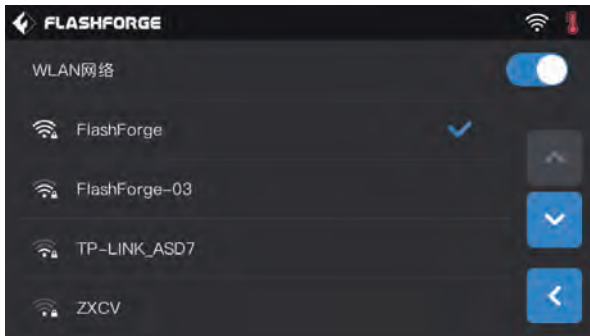 FLASHFORGE
WLAN网络
FlashForge
FlashForge-03
TP-LINK_ASD7
ZXCV